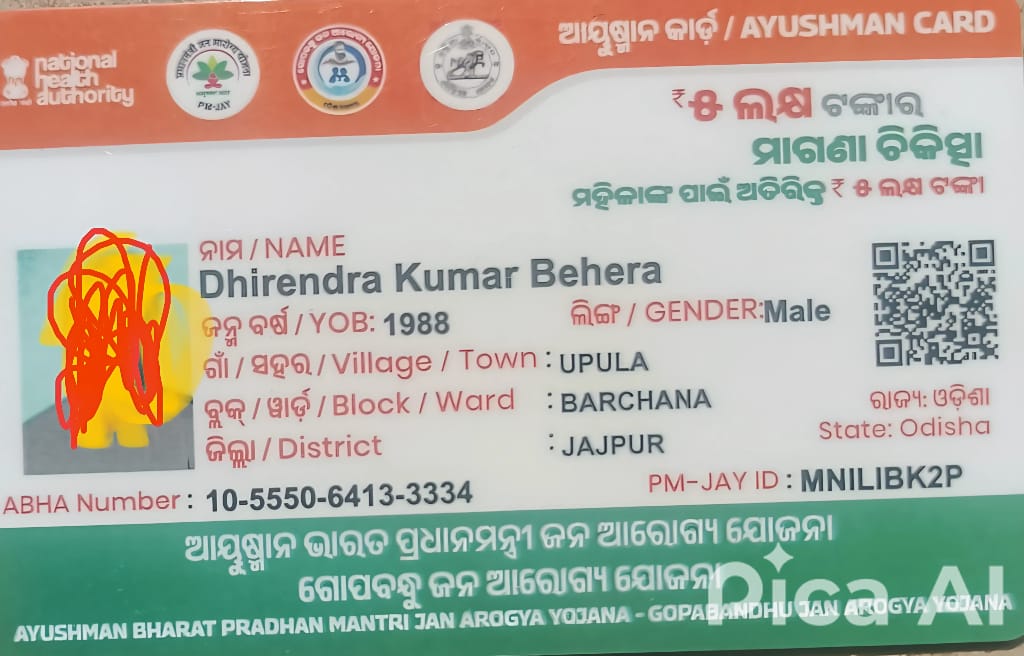 national
health
authority
PM-JAY
ଆୟୁଷ୍ମାନ କାର୍ଡ଼ / AYUSHMAN CARD
₹୫ ଲକ୍ଷ ଟଙ୍କାର
ମାଗଣା ଚିକିତ୍ସା
ମହିଳାଙ୍କ ପାଇଁ ଅତିରିକ୍ତ ₹ ୫ ଲକ୍ଷ ଟଙ୍କା
ନାମ / NAME
Dhirendra Kumar Behera
ଜନ୍ମ ବର୍ଷ / YOB: 1988 ଲିଙ୍ଗ / GENDER:Male
ଗାଁ / ସହର / Village / Town : UPULA
ବ୍ଲକ୍ / ୱାର୍ଡ଼ / Block / Ward : BARCHANA
ଜିଲ୍ଲା / District : JAJPUR
ରାଜ୍ୟ: ଓଡ଼ିଶା
State: Odisha
ABHA Number : 10-5550-6413-3334 PM-JAY ID : MNILIBK2P
ଆୟୁଷ୍ମାନ ଭାରତ ପ୍ରଧାନମନ୍ତ୍ରୀ ଜନ ଆରୋଗ୍ୟ ଯୋଜନା
ଗୋପବନ୍ଧୁ ଜନ ଆରୋଗ୍ୟ ଯୋଜନା
AYUSHMAN BHARAT PRADHAN MANTRI JAN AROGYA YOJANA - GOPABANDHU JAN AROGYA YOJANA
Pica AI